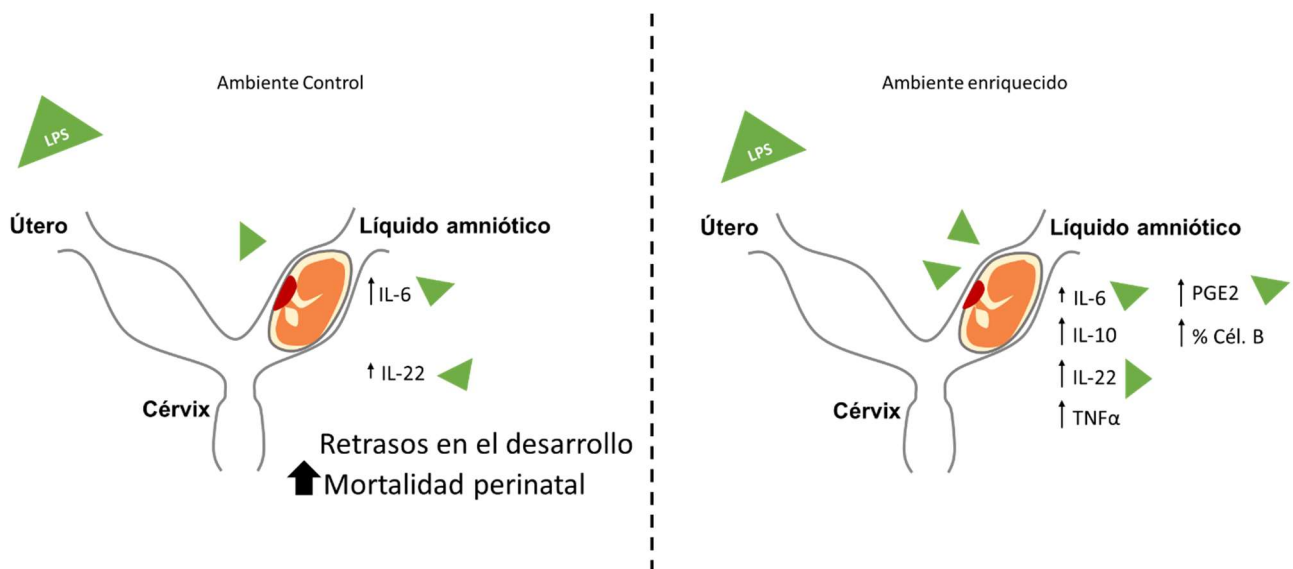 Ambiente Control
LPS
Útero
Líquido amniótico
IL-6
IL-22
Cérvix
Retrasos en el desarrollo
Mortalidad perinatal
Ambiente enriquecido
LPS
Útero
Líquido amniótico
IL-6
PGE2
IL-10
% Cél. B
IL-22
Cérvix
TNFα